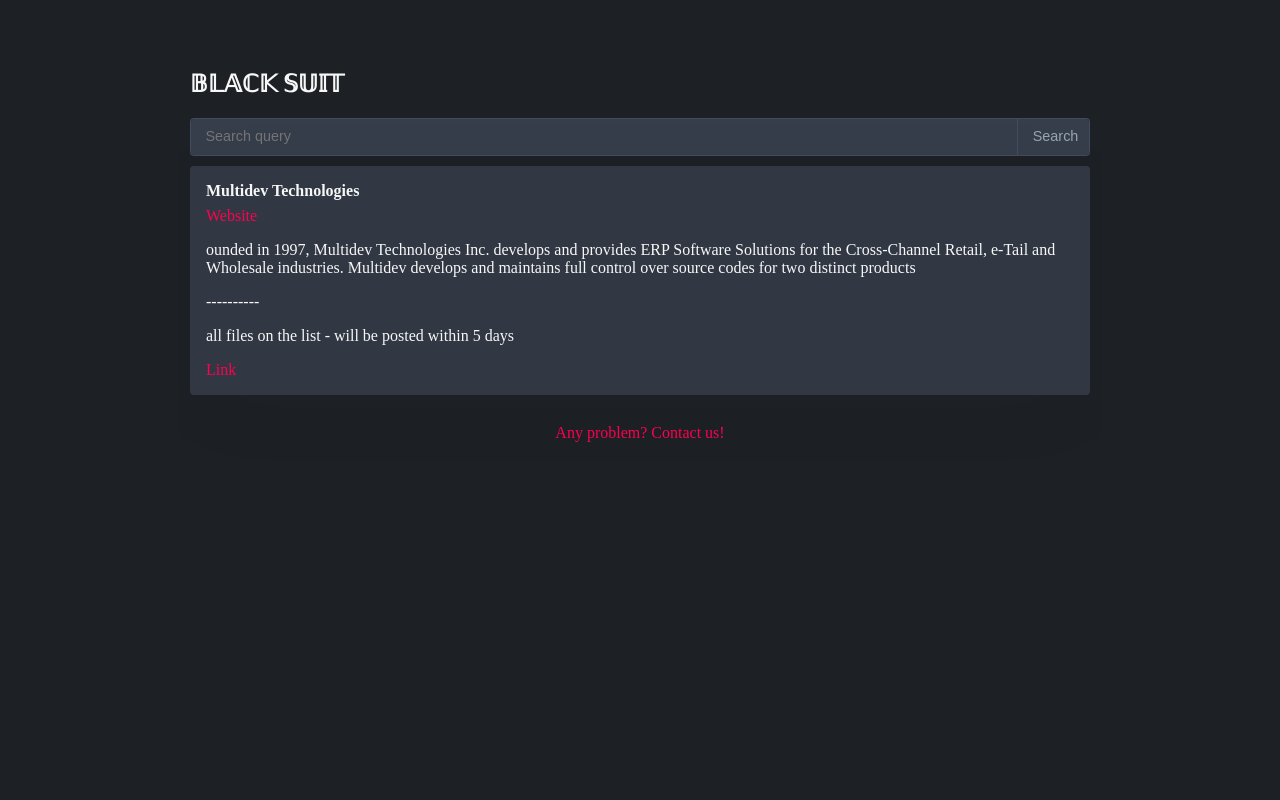 BLACK SUIT
Search query
Search
Multidev Technologies
Website
ounded in 1997, Multidev Technologies Inc. develops and provides ERP Software Solutions for the Cross-Channel Retail, e-Tail and
Wholesale industries. Multidev develops and maintains full control over source codes for two distinct products
----------
all files on the list - will be posted within 5 days
Link
Any problem? Contact us!